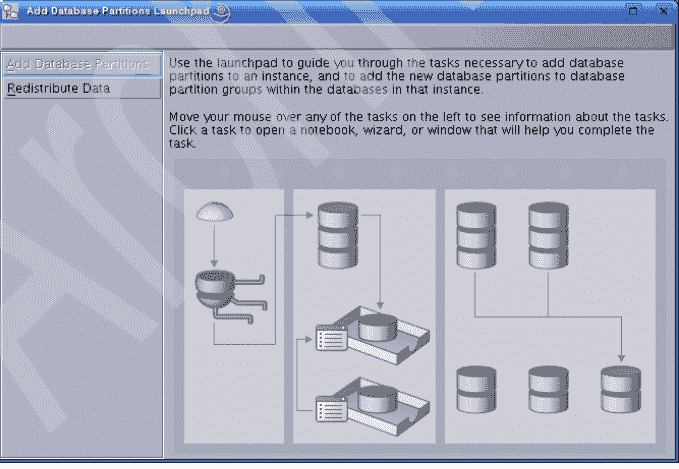 Add Database Partitions Launchpad
Add Database Partitions
Redistribute Data
Use the launchpad to guide you through the tasks necessary to add database
partitions to an instance, and to add the new database partitions to database
partition groups within the databases in that instance.
Move your mouse over any of the tasks on the left to see information about the tasks.
Click a task to open a notebook, wizard, or window that will help you complete the
task.